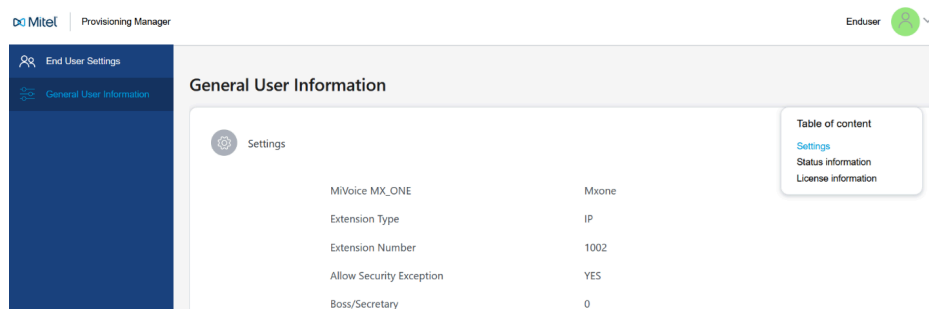 Mitel Provisioning Manager Enduser
End User Settings
General User Information
General User Information
Settings
Table of content
Settings
Status information
License information
MiVoice MX_ONE Mxone
Extension Type IP
Extension Number 1002
Allow Security Exception YES
Boss/Secretary 0